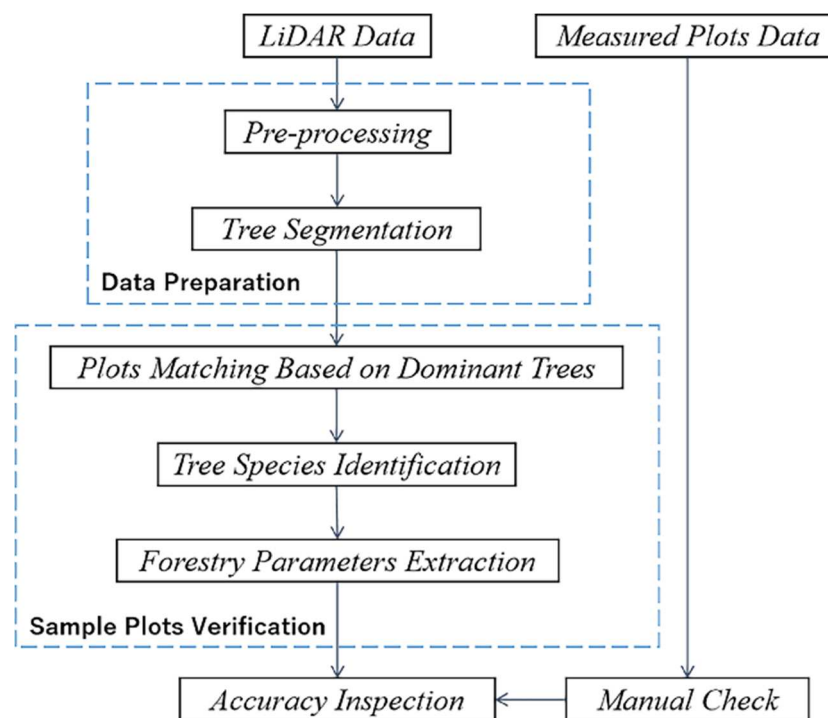 LiDAR Data
Measured Plots Data
Pre-processing
Tree Segmentation
Data Preparation
Plots Matching Based on Dominant Trees
Tree Species Identification
Forestry Parameters Extraction
Sample Plots Verification
Accuracy Inspection
Manual Check